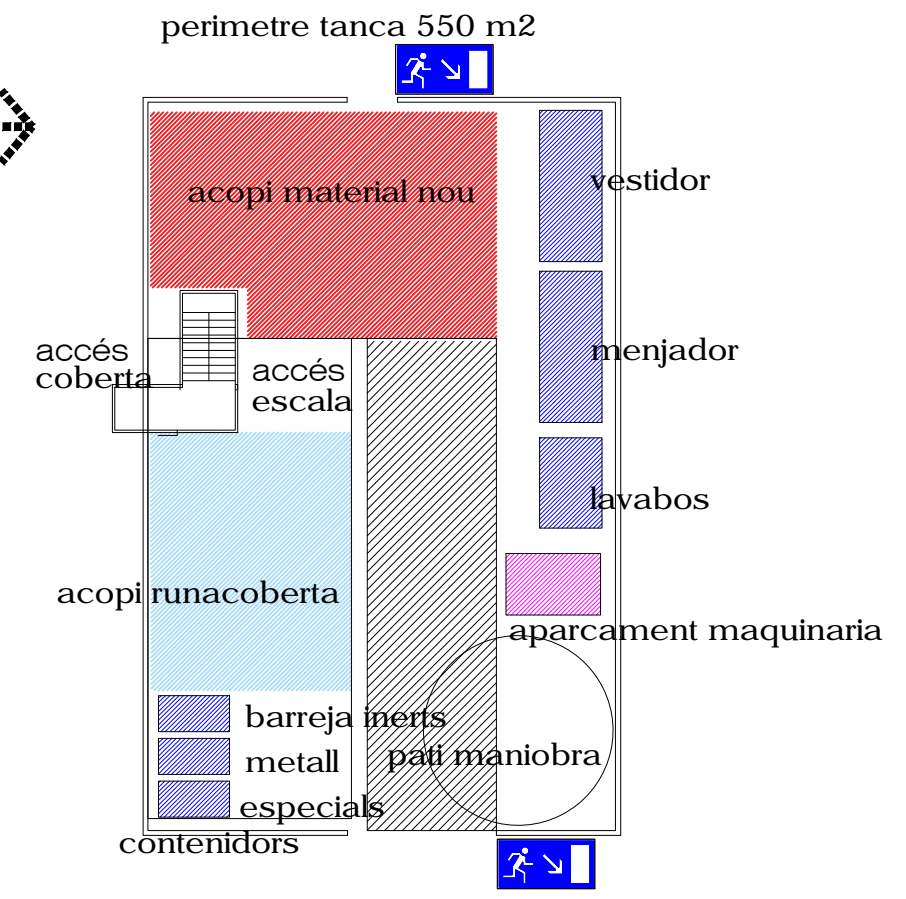 perimetre tanca 550 m2
acopi material nou
vestidor
accés
coberta
accés
escala
menjador
lavabos
acopi runacoberta
aparcament maquinaria
barreja inerts
pati maniobra
metall
especials
contenidors